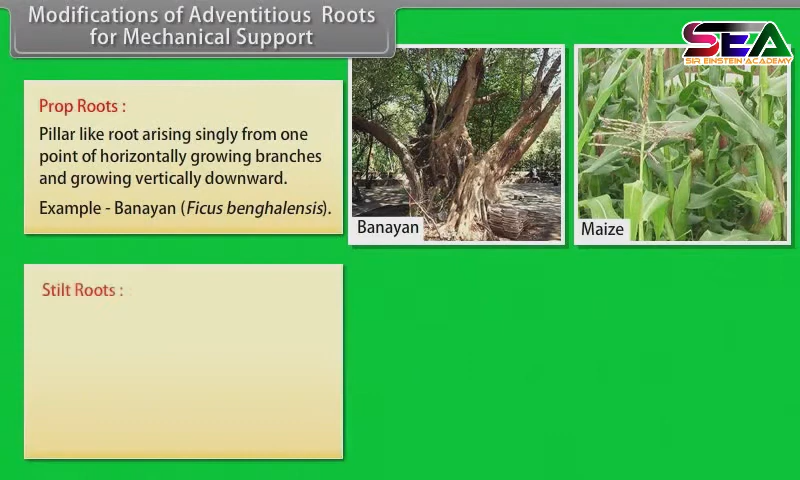 Modifications of Adventitious Roots
for Mechanical Support
SEA
SIR EINSTEIN ACADEMY
Prop Roots :
Pillar like root arising singly from one
point of horizontally growing branches
and growing vertically downward.
Example - Banayan (Ficus benghalensis).
Banayan
Maize
Stilt Roots :